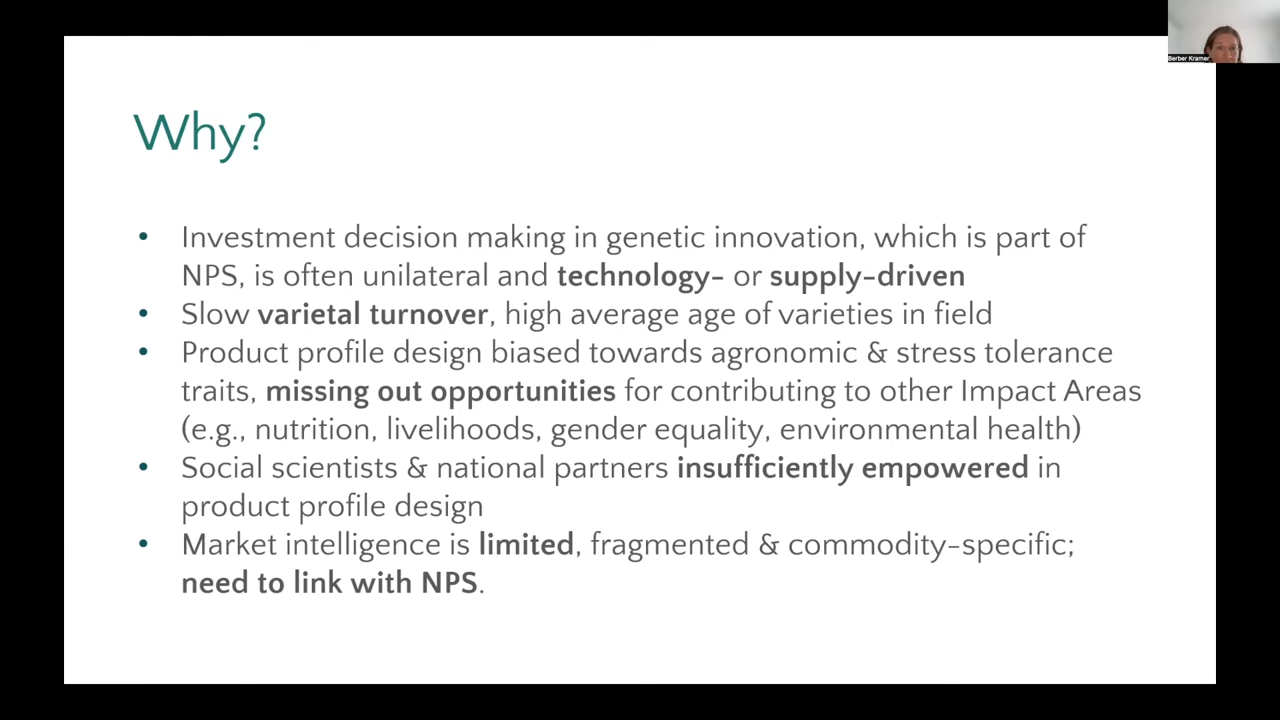 Berber Kramer
Why?
• Investment decision making in genetic innovation, which is part of
NPS, is often unilateral and technology- or supply-driven
• Slow varietal turnover, high average age of varieties in field
• Product profile design biased towards agronomic & stress tolerance
traits, missing out opportunities for contributing to other Impact Areas
(e.g., nutrition, livelihoods, gender equality, environmental health)
• Social scientists & national partners insufficiently empowered in
product profile design
• Market intelligence is limited, fragmented & commodity-specific;
need to link with NPS.